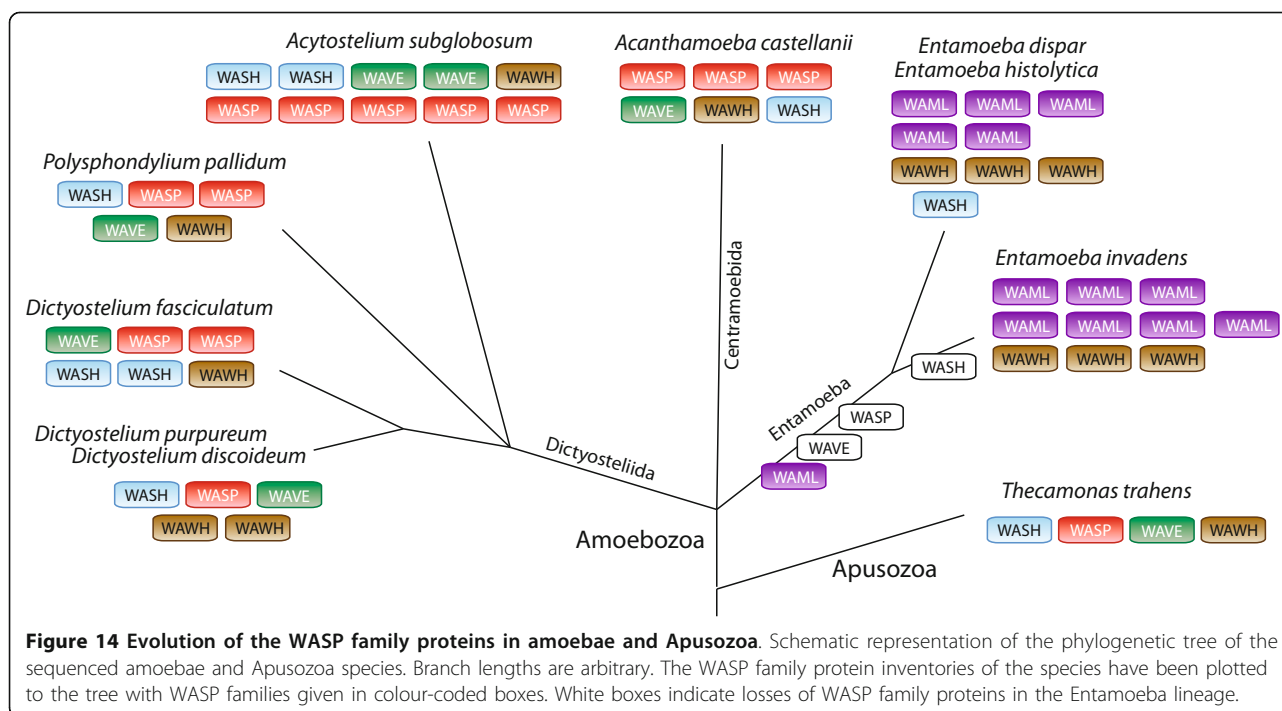 Acytostelium subglobosum
WASH WASH WAVE WAVE WAWH
WASP WASP WASP WASP WASP
Acanthamoeba castellanii
WASP WASP WASP
WAVE WAWH WASH
Entamoeba dispar
Entamoeba histolytica
WAML WAML WAML
WAML WAML
WAWH WAWH WAWH
WASH
Polysphondylium pallidum
WASH WASP WASP
WAVE WAWH
Entamoeba invadens
WAML WAML WAML
WAML WAML WAML WAML
WAWH WAWH WAWH
Dictyostelium fasciculatum
WAVE WASP WASP
WASH WASH WAWH
Dictyostelium purpureum
Dictyostelium discoideum
WASH WASP WAVE
WAWH WAWH
Dictyosteliida
Centramoebida
Entamoeba
WASH
WASP
WAVE
WAML
Thecamonas trahens
WASH WASP WAVE WAWH
Amoebozoa
Apusozoa
Figure 14 Evolution of the WASP family proteins in amoebae and Apusozoa. Schematic representation of the phylogenetic tree of the
sequenced amoebae and Apusozoa species. Branch lengths are arbitrary. The WASP family protein inventories of the species have been plotted
to the tree with WASP families given in colour-coded boxes. White boxes indicate losses of WASP family proteins in the Entamoeba lineage.